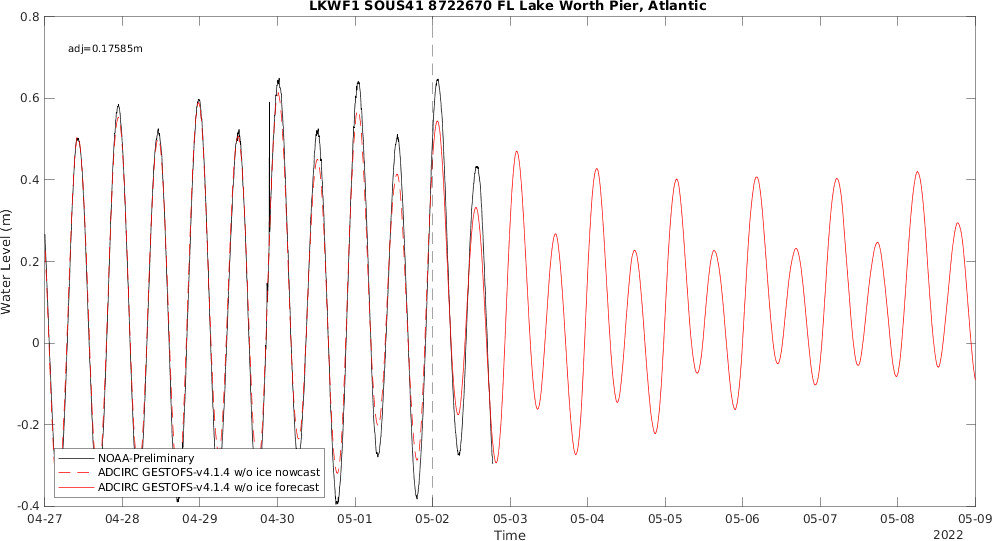 LKWF1 SOUS41 8722670 FL Lake Worth Pier, Atlantic
0.8
adj=0.17585m
0.6
0.4
0.2
0
-0.2
-0.4
Water Level (m)
NOAA-Preliminary
ADCIRC GESTOFS-v4.1.4 w/o ice nowcast
ADCIRC GESTOFS-v4.1.4 w/o ice forecast
04-27 04-28 04-29 04-30 05-01 05-02 05-03 05-04 05-05 05-06 05-07 05-08 05-09
Time
2022